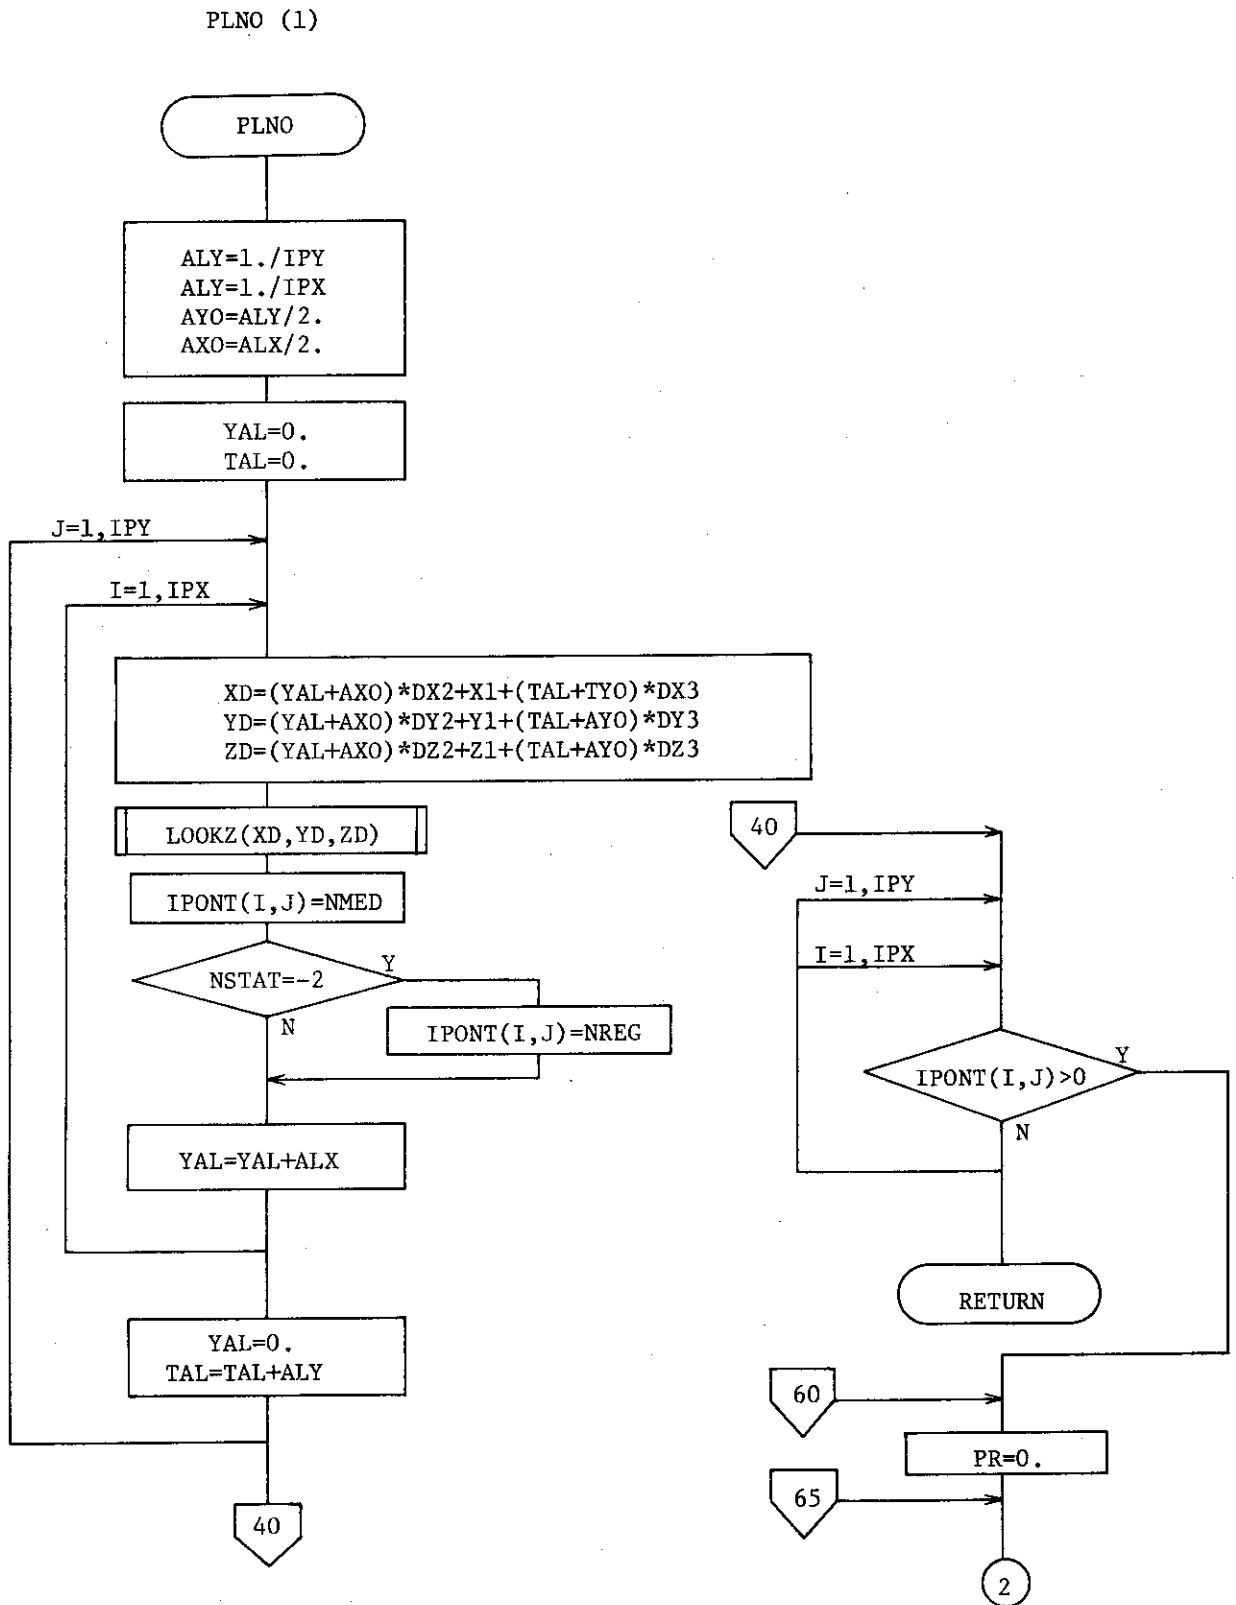 PLNO (1)
PLNO
ALY=1./IPY
ALY=1./IPX
AYO=ALY/2.
AXO=ALX/2.
YAL=0.
TAL=0.
J=1,IPY
I=1,IPX
XD=(YAL+AXO)*DX2+X1+(TAL+TYO)*DX3
YD=(YAL+AXO)*DY2+Y1+(TAL+AYO)*DY3
ZD=(YAL+AXO)*DZ2+Z1+(TAL+AYO)*DZ3
LOOKZ(XD,YD,ZD)
IPONT(I,J)=NMED
NSTAT=-2
Y
N
IPONT(I,J)=NREG
YAL=YAL+ALX
YAL=0.
TAL=TAL+ALY
40
40
J=1,IPY
I=1,IPX
IPONT(I,J)>0
Y
N
RETURN
60
PR=0.
65
2